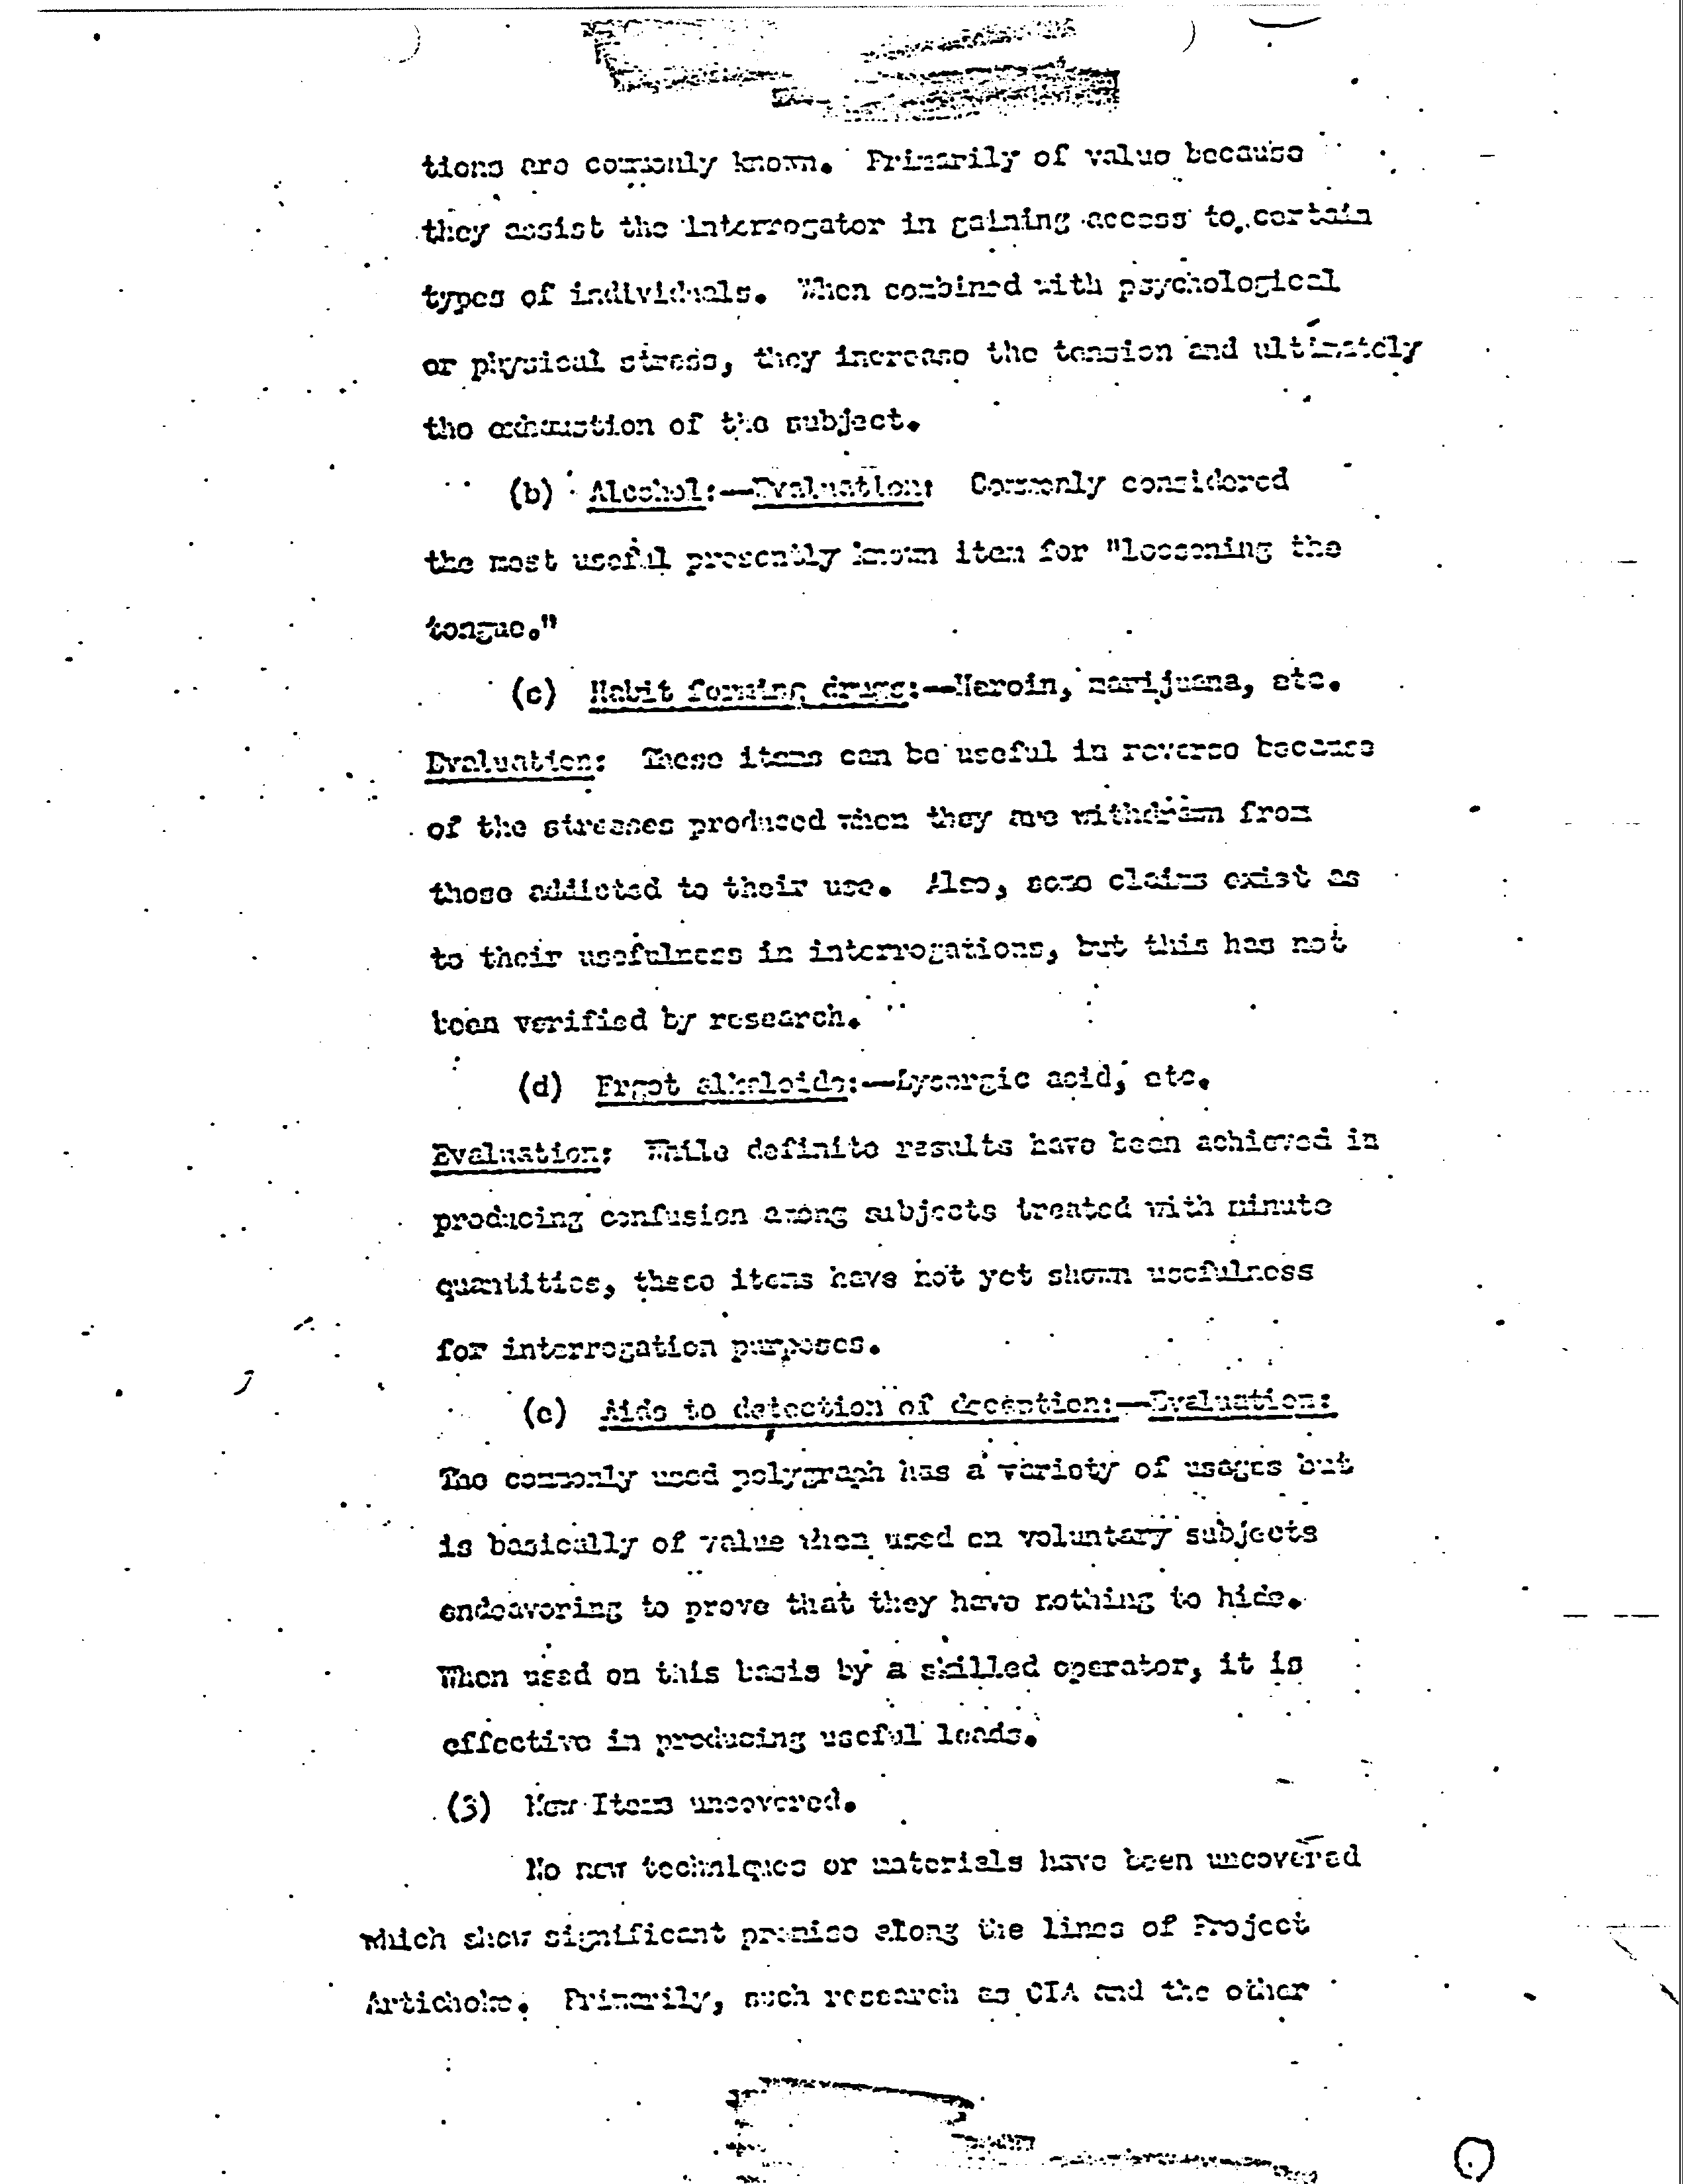 tions are commonly known. Primarily of value because
they assist the interrogator in gaining access to certain
types of individuals. When combined with psychological
or physical stress, they increase the tension and ultimately
the exhaustion of the subject.
(b) Alcohol:—Evaluation: Commonly considered
the most useful presently known item for "loosening the
tongue."
(c) Habit forming drugs:—Heroin, marijuana, etc.
Evaluation: These items can be useful in reverse because
of the stresses produced when they are withdrawn from
those addicted to their use. Also, some claims exist as
to their usefulness in interrogations, but this has not
been verified by research.
(d) Ergot alkaloids:—Lysergic acid, etc.
Evaluation: While definite results have been achieved in
producing confusion among subjects treated with minute
quantities, these items have not yet shown usefulness
for interrogation purposes.
(e) Aids to detection of deception:—Evaluation:
The commonly used polygraph has a variety of usages but
is basically of value when used on voluntary subjects
endeavoring to prove that they have nothing to hide.
When used on this basis by a skilled operator, it is
effective in producing useful leads.
(3) New Items uncovered.
No new techniques or materials have been uncovered
which show significant promise along the lines of Project
Artichoke. Primarily, such research as CIA and the other